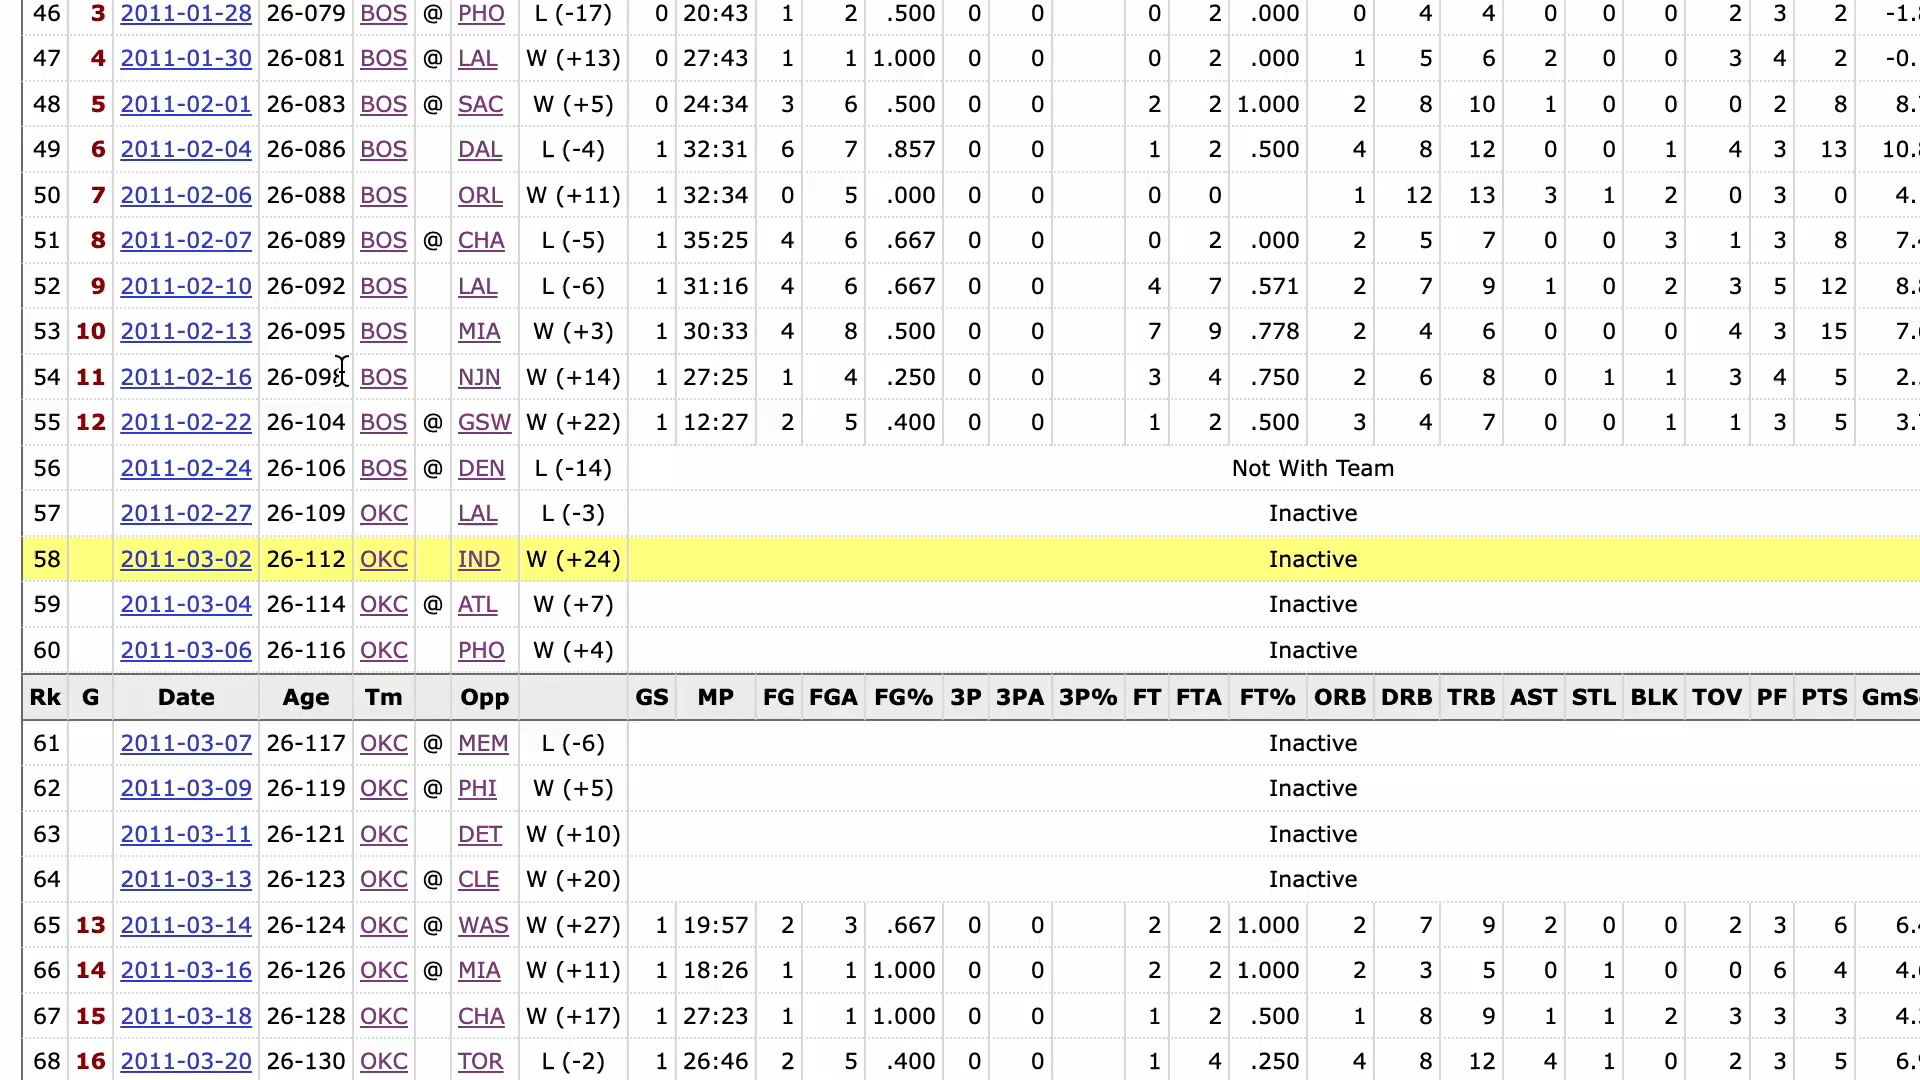 46 3 2011-01-28 26-079 BOS @ PHO L (-17) 0 20:43 1 2 .500 0 0 0 2 .000 0 4 4 0 0 0 2 3 2
47 4 2011-01-30 26-081 BOS @ LAL W (+13) 0 27:43 1 1 1.000 0 0 0 2 .000 1 5 6 2 0 0 3 4 2
48 5 2011-02-01 26-083 BOS @ SAC W (+5) 0 24:34 3 6 .500 0 0 2 2 1.000 2 8 10 1 0 0 0 2 8
49 6 2011-02-04 26-086 BOS DAL L (-4) 1 32:31 6 7 .857 0 0 1 2 .500 4 8 12 0 0 1 4 3 13
50 7 2011-02-06 26-088 BOS ORL W (+11) 1 32:34 0 5 .000 0 0 0 0 1 12 13 3 1 2 0 3 0
51 8 2011-02-07 26-089 BOS @ CHA L (-5) 1 35:25 4 6 .667 0 0 0 2 .000 2 5 7 0 0 3 1 3 8
52 9 2011-02-10 26-092 BOS LAL L (-6) 1 31:16 4 6 .667 0 0 4 7 .571 2 7 9 1 0 2 3 5 12
53 10 2011-02-13 26-095 BOS MIA W (+3) 1 30:33 4 8 .500 0 0 7 9 .778 2 4 6 0 0 0 4 3 15
54 11 2011-02-16 26-098 BOS NJN W (+14) 1 27:25 1 4 .250 0 0 3 4 .750 2 6 8 0 1 1 3 4 5
55 12 2011-02-22 26-104 BOS @ GSW W (+22) 1 12:27 2 5 .400 0 0 1 2 .500 3 4 7 0 0 1 1 3 5
56 2011-02-24 26-106 BOS @ DEN L (-14) Not With Team
57 2011-02-27 26-109 OKC LAL L (-3) Inactive
58 2011-03-02 26-112 OKC IND W (+24) Inactive
59 2011-03-04 26-114 OKC @ ATL W (+7) Inactive
60 2011-03-06 26-116 OKC PHO W (+4) Inactive
Rk G Date Age Tm Opp GS MP FG FGA FG% 3P 3PA 3P% FT FTA FT% ORB DRB TRB AST STL BLK TOV PF PTS
61 2011-03-07 26-117 OKC @ MEM L (-6) Inactive
62 2011-03-09 26-119 OKC @ PHI W (+5) Inactive
63 2011-03-11 26-121 OKC DET W (+10) Inactive
64 2011-03-13 26-123 OKC @ CLE W (+20) Inactive
65 13 2011-03-14 26-124 OKC @ WAS W (+27) 1 19:57 2 3 .667 0 0 2 2 1.000 2 7 9 2 0 0 2 3 6
66 14 2011-03-16 26-126 OKC @ MIA W (+11) 1 18:26 1 1 1.000 0 0 2 2 1.000 2 3 5 0 1 0 0 6 4
67 15 2011-03-18 26-128 OKC CHA W (+17) 1 27:23 1 1 1.000 0 0 1 2 .500 1 8 9 1 1 2 3 3 3
68 16 2011-03-20 26-130 OKC TOR L (-2) 1 26:46 2 5 .400 0 0 1 4 .250 4 8 12 4 1 0 2 3 5